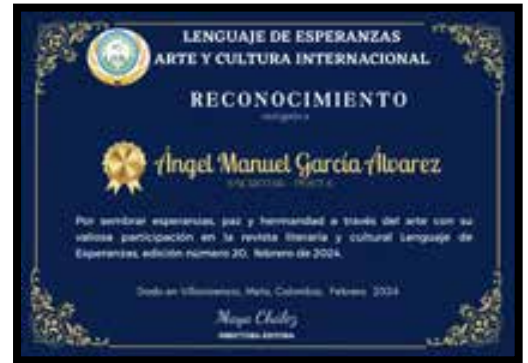 LENGUAJE DE ESPERANZAS
ARTE Y CULTURA INTERNACIONAL
RECONOCIMIENTO
Ángel Manuel García Álvarez
Por sembrar esperanzas, paz y hermandad a través del arte con su
valiosa participación en la revista literaria y cultural Lenguaje de
Esperanzas, edición número 20, febrero de 2024.
Dado en Villavicencio, Meta, Colombia, Febrero 2024
DIRECTORA EDITORA